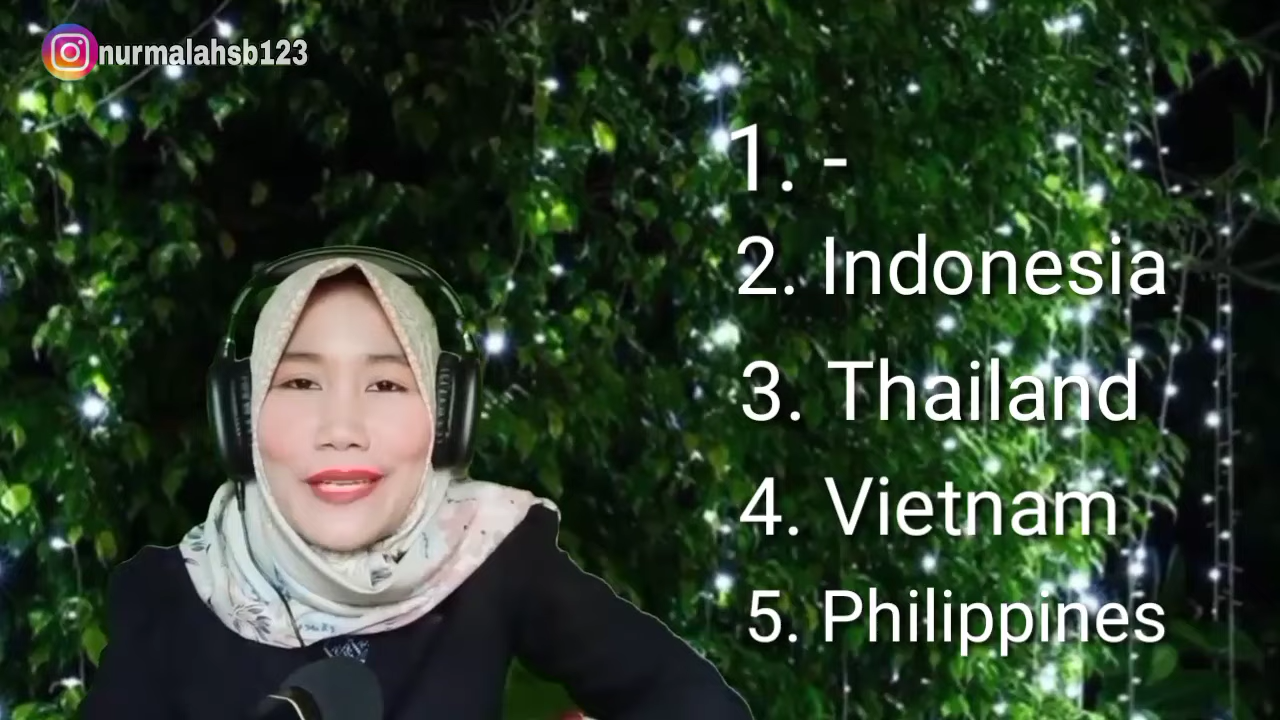 nurmalahsb123
1. -
2. Indonesia
3. Thailand
4. Vietnam
5. Philippines